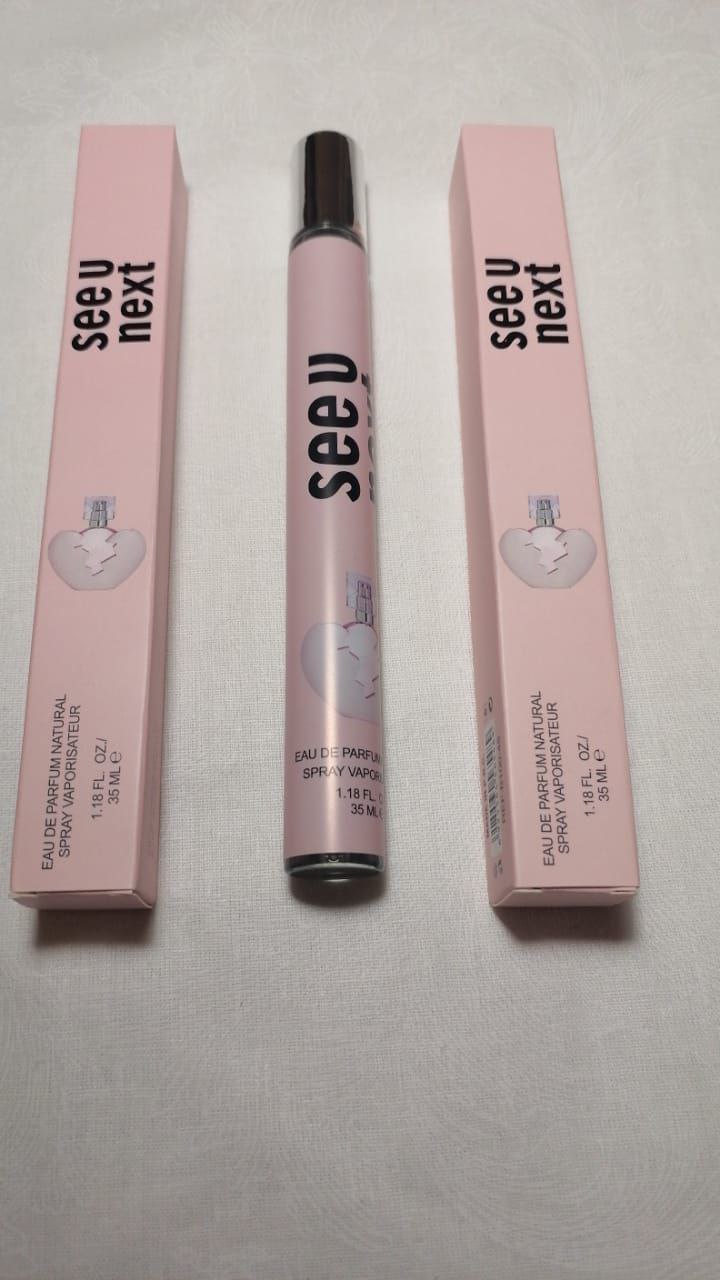 see u
next
EAU DE PARFUM NATURAL
SPRAY VAPORISATEUR
1.18 FL. OZ./
35 ML ℮
see u
EAU DE PARFUM
SPRAY
1.18 FL.
35 ML
see u
next
EAU DE PARFUM NATURAL
SPRAY VAPORISATEUR
1.18 FL. OZ./
35 ML ℮